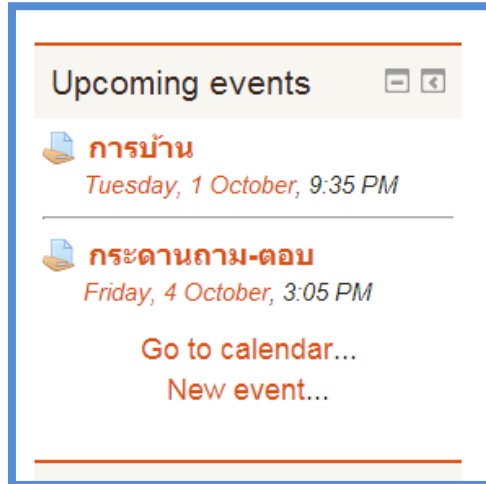 Upcoming events
การบ้าน
Tuesday, 1 October, 9:35 PM
กระดานถาม-ตอบ
Friday, 4 October, 3:05 PM
Go to calendar...
New event...